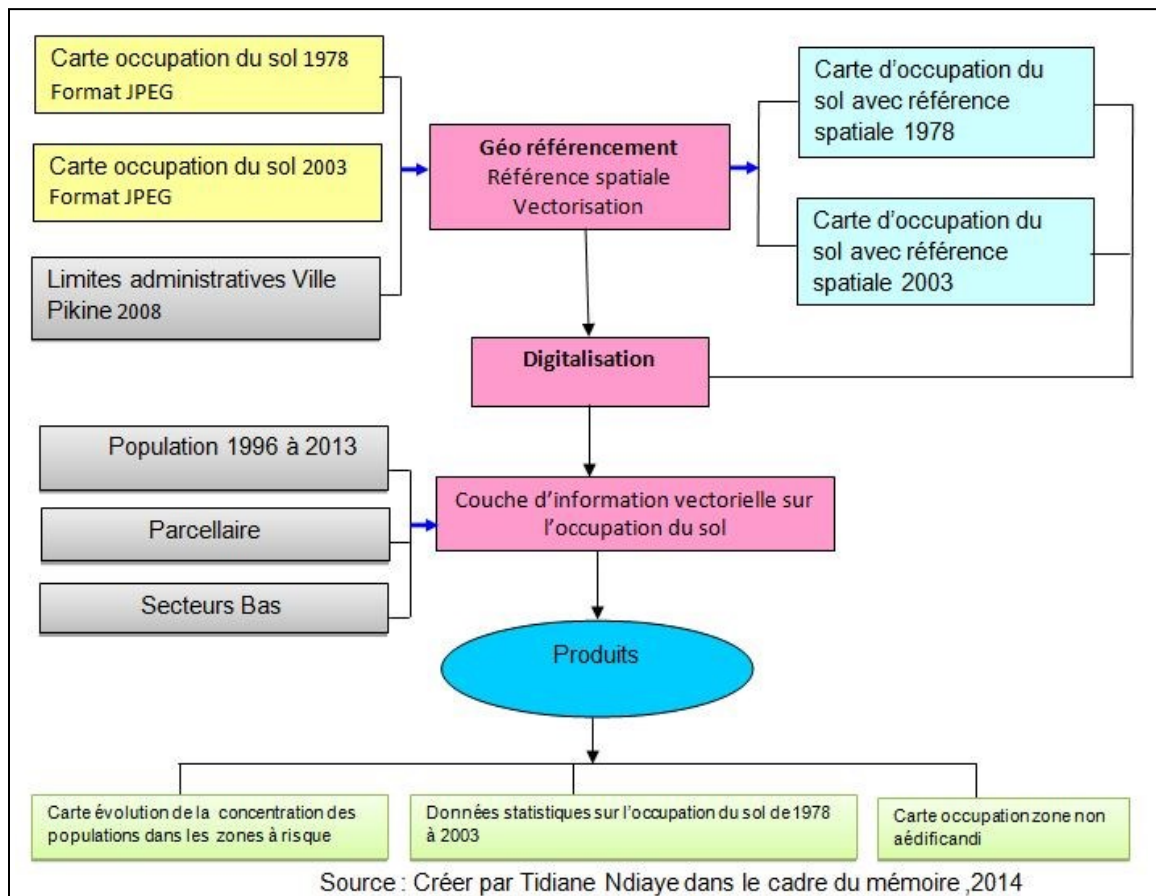 Carte occupation du sol 1978
Format JPEG
Carte occupation du sol 2003
Format JPEG
Limites administratives Ville
Pikine 2008
Géo référencement
Référence spatiale
Vectorisation
Carte d'occupation du
sol avec référence
spatiale 1978
Carte d'occupation du
sol avec référence
spatiale 2003
Digitalisation
Population 1996 à 2013
Parcellaire
Secteurs Bas
Couche d'information vectorielle sur
l'occupation du sol
Produits
Carte évolution de la concentration des
populations dans les zones à risque
Données statistiques sur l'occupation du sol de 1978
à 2003
Carte occupation zone non
aédificandi
Source : Créer par Tidiane Ndiaye dans le cadre du mémoire ,2014